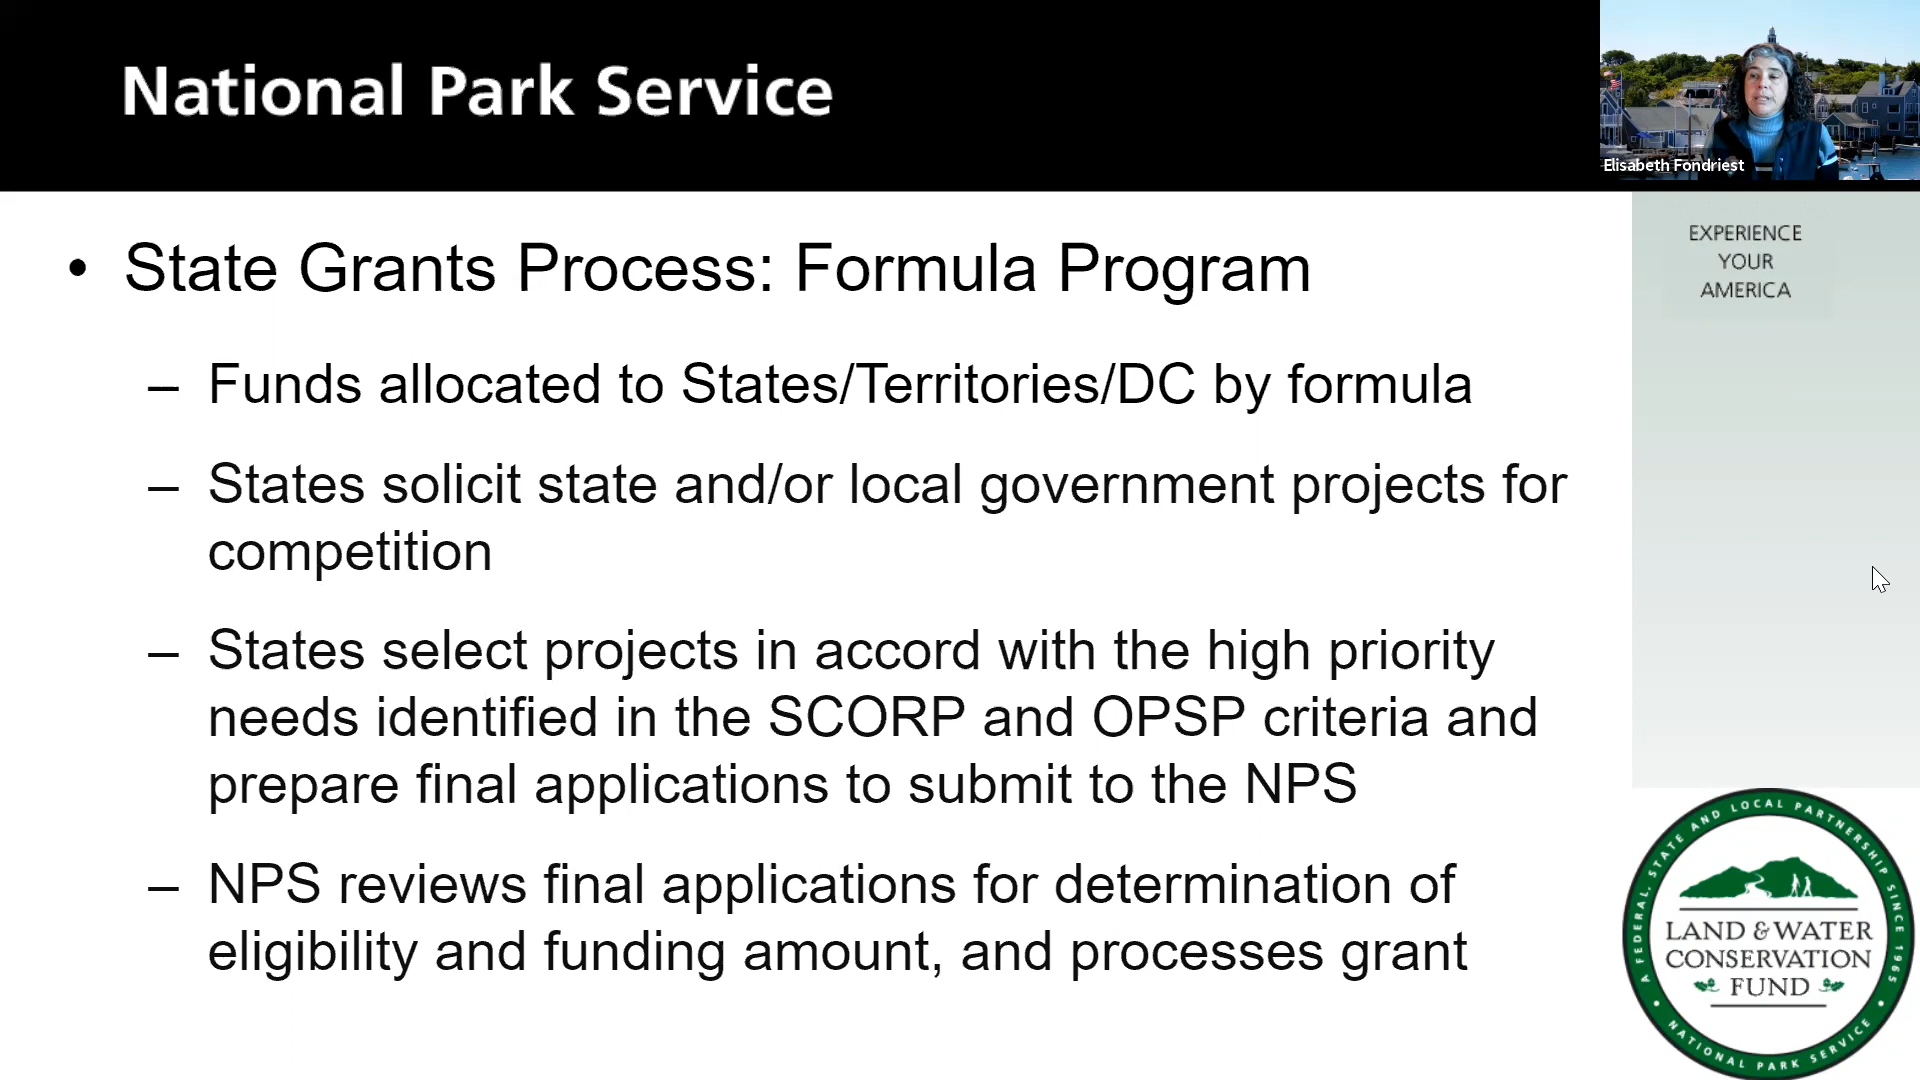 National Park Service
Elisabeth Fondriest
EXPERIENCE
YOUR
AMERICA
• State Grants Process: Formula Program
– Funds allocated to States/Territories/DC by formula
– States solicit state and/or local government projects for
competition
– States select projects in accord with the high priority
needs identified in the SCORP and OPSP criteria and
prepare final applications to submit to the NPS
– NPS reviews final applications for determination of
eligibility and funding amount, and processes grant
A FEDERAL, STATE AND LOCAL PARTNERSHIP SINCE 1965
LAND & WATER
CONSERVATION
FUND
• NATIONAL PARK SERVICE •